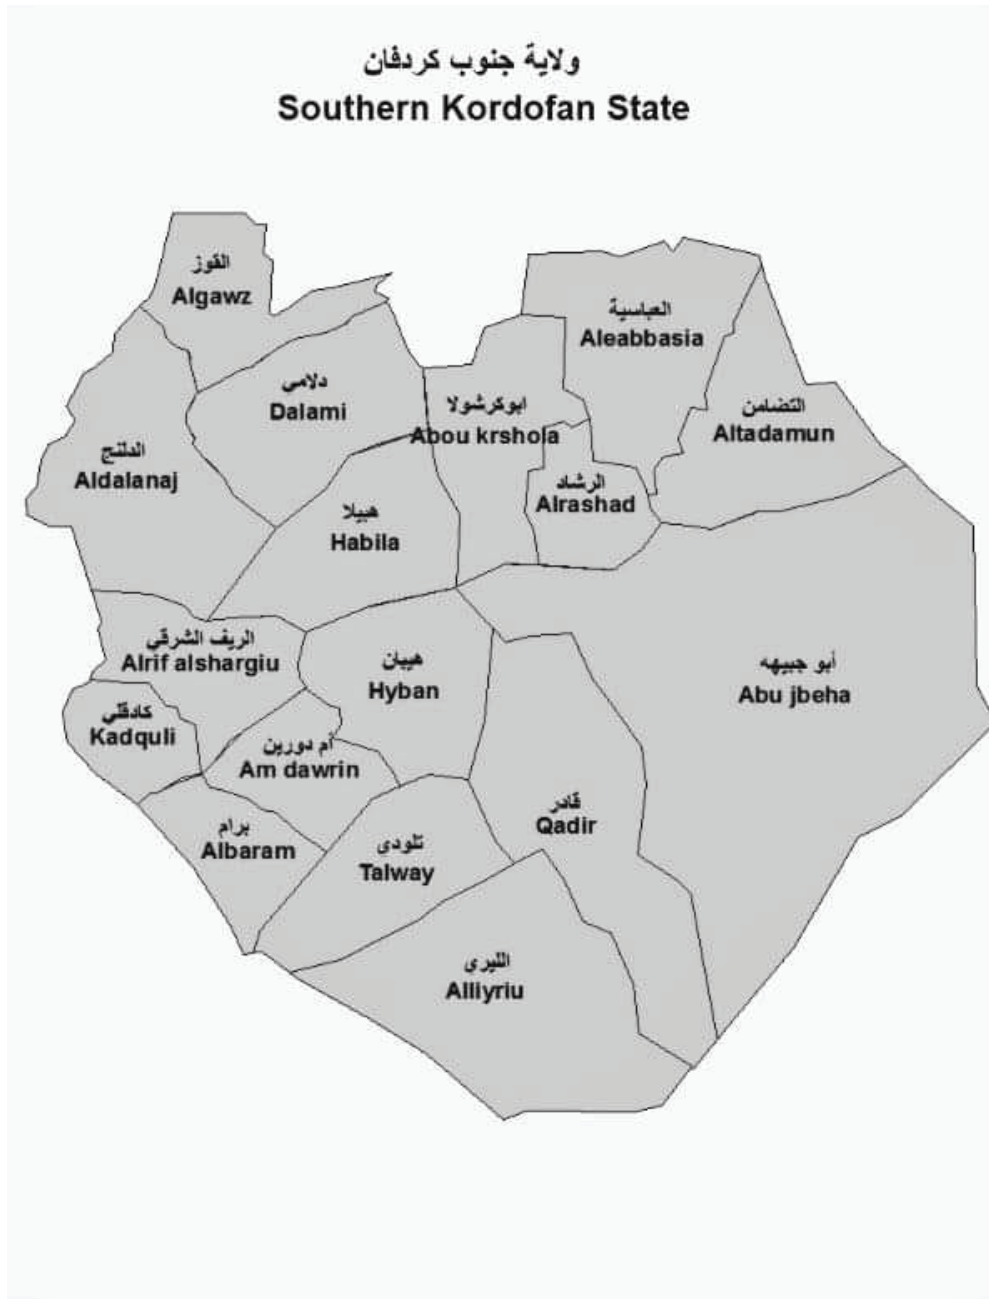 ولاية جنوب كردفان
Southern Kordofan State
القوز
Algawz
العباسية
Aleabbasia
دلامي
Dalami
ابوكرشولا
Abou krshola
التضامن
Altadamun
الدلنج
Aldalanaj
الرشاد
Alrashad
هبيلا
Habila
الريف الشرقي
Alrif alshargiu
هيبان
Hyban
أبو جبيهه
Abu jbeha
كادقلي
Kadquli
أم دورين
Am dawrin
قادر
Qadir
برام
Albaram
تلودي
Talway
الليري
Alliyriu